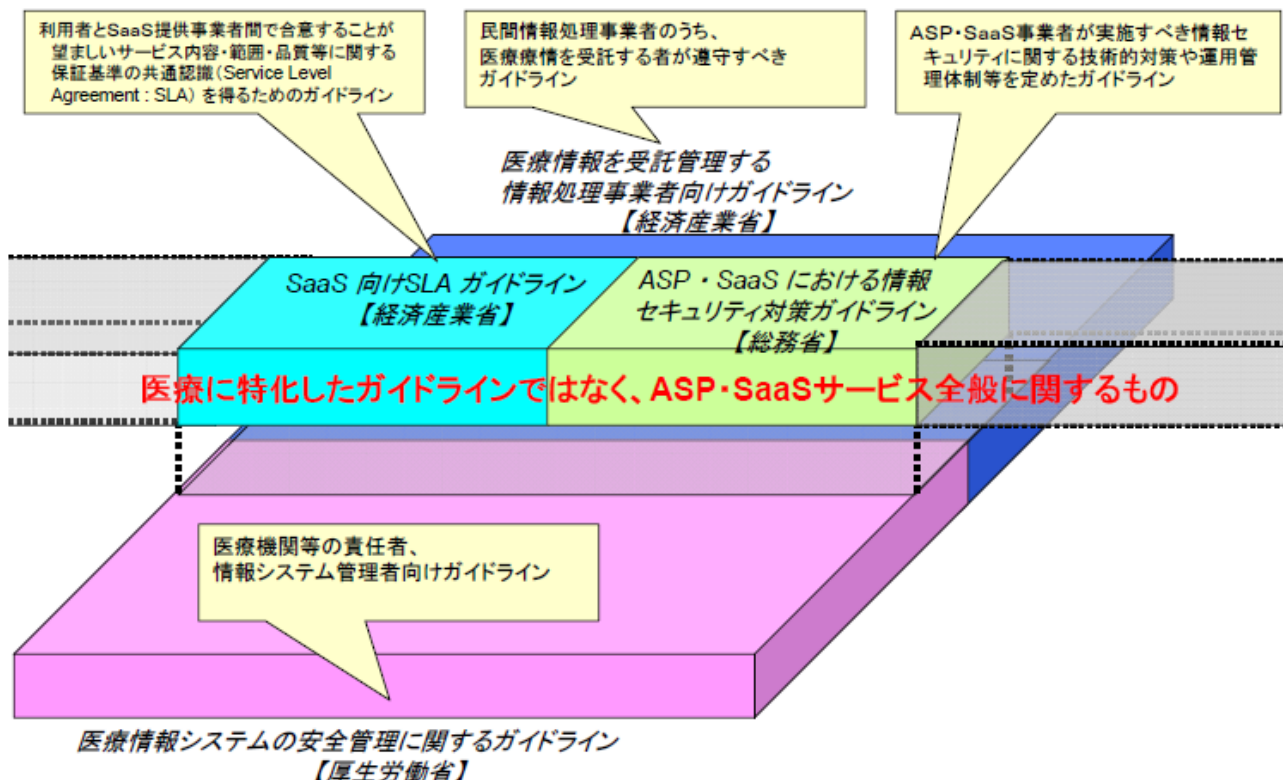 利用者とSaaS提供事業者間で合意することが
望ましいサービス内容・範囲・品質等に関する
保証基準の共通認識(Service Level
Agreement : SLA) を得るためのガイドライン
民間情報処理事業者のうち、
医療療情を受託する者が遵守すべき
ガイドライン
ASP・SaaS事業者が実施すべき情報セ
キュリティに関する技術的対策や運用管
理体制等を定めたガイドライン
医療情報を受託管理する
情報処理事業者向けガイドライン
【経済産業省】
SaaS 向けSLA ガイドライン
【経済産業省】
ASP ・ SaaS における情報
セキュリティ対策ガイドライン
【総務省】
医療に特化したガイドラインではなく、ASP・SaaSサービス全般に関するもの
医療機関等の責任者、
情報システム管理者向けガイドライン
医療情報システムの安全管理に関するガイドライン
【厚生労働省】